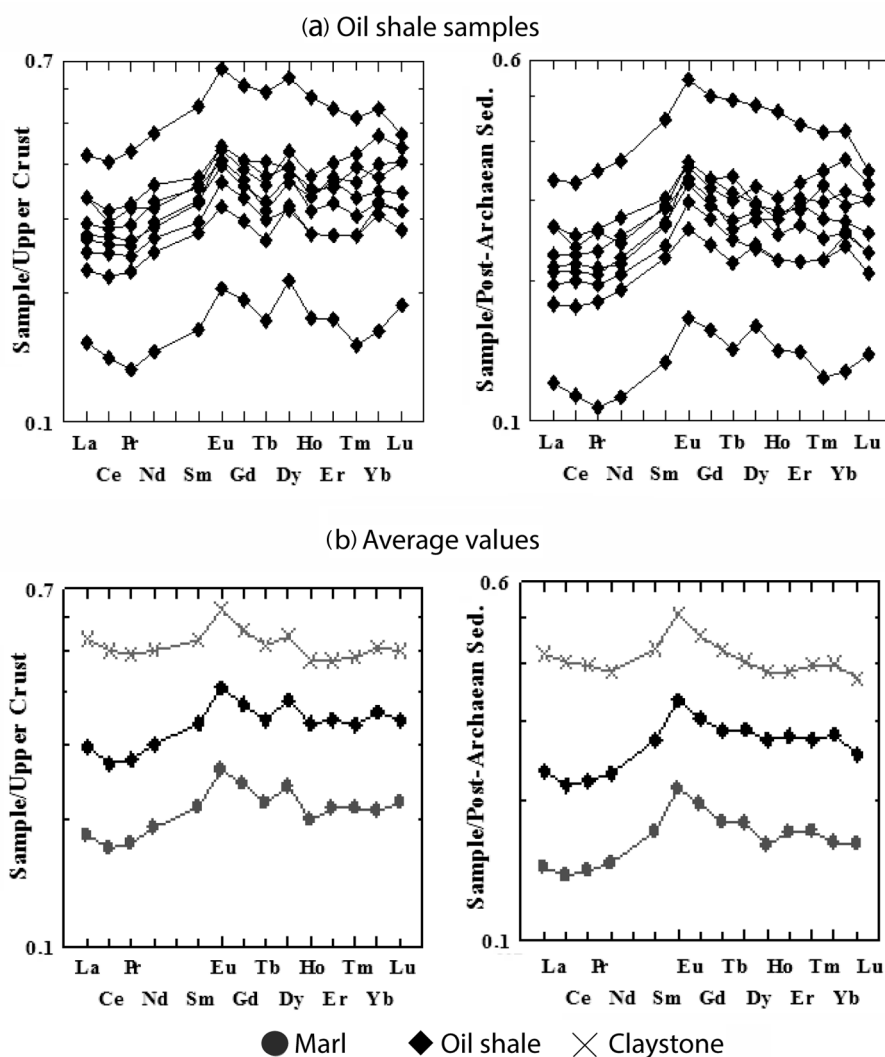 (a) Oil shale samples
0.7
Sample/Upper Crust
0.1
La Pr Eu Tb Ho Tm Lu
Ce Nd Sm Gd Dy Er Yb
0.6
Sample/Post-Archaean Sed.
0.1
La Pr Eu Tb Ho Tm Lu
Ce Nd Sm Gd Dy Er Yb
(b) Average values
0.7
Sample/Upper Crust
0.1
La Pr Eu Tb Ho Tm Lu
Ce Nd Sm Gd Dy Er Yb
0.6
Sample/Post-Archaean Sed.
0.1
La Pr Eu Tb Ho Tm Lu
Ce Nd Sm Gd Dy Er Yb
Marl Oil shale Claystone